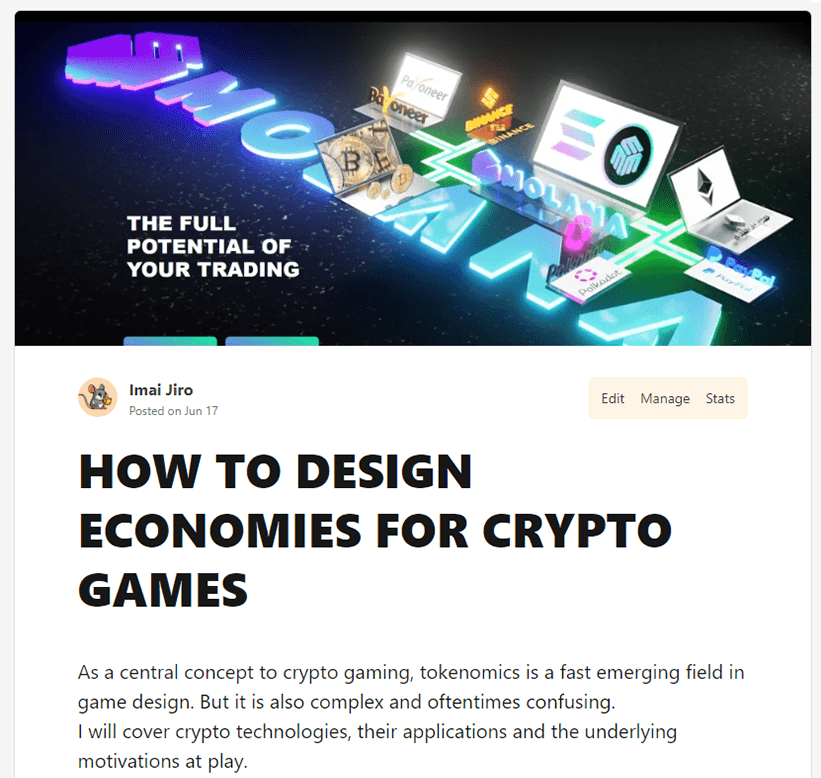 MOLANA
Payoneer
Payoneer
BINANCE
BINANCE
MOLANA
Polkadot
Polkadot
PayPal
PayPal
THE FULL
POTENTIAL OF
YOUR TRADING
Imai Jiro
Posted on Jun 17
Edit Manage Stats
HOW TO DESIGN
ECONOMIES FOR CRYPTO
GAMES
As a central concept to crypto gaming, tokenomics is a fast emerging field in
game design. But it is also complex and oftentimes confusing.
I will cover crypto technologies, their applications and the underlying
motivations at play.